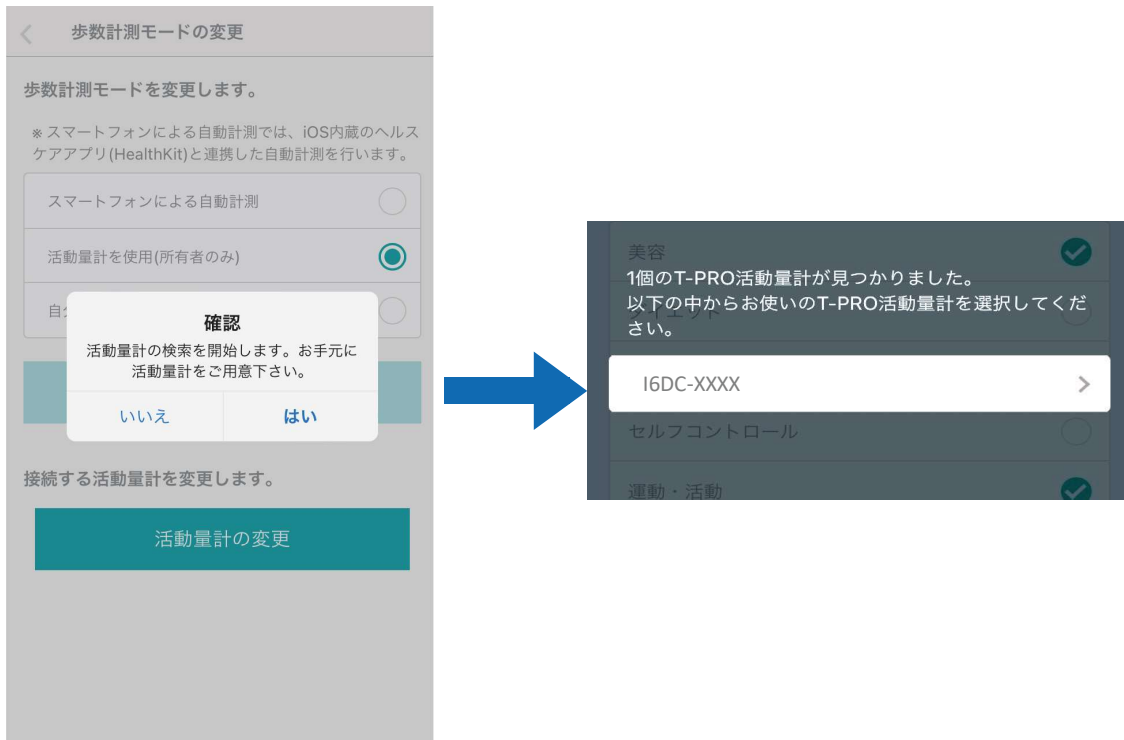 歩数計測モードの変更
歩数計測モードを変更します。
※スマートフォンによる自動計測では、iOS内蔵のヘルス
ケアアプリ(HealthKit)と連携した自動計測を行います。
スマートフォンによる自動計測
活動量計を使用(所有者のみ)
確認
活動量計の検索を開始します。お手元に
活動量計をご用意下さい。
いいえ
はい
接続する活動量計を変更します。
活動量計の変更
美容
1個のT-PRO活動量計が見つかりました。
以下の中からお使いのT-PRO活動量計を選択してくだ
さい。
I6DC-XXXX
セルフコントロール
運動・活動